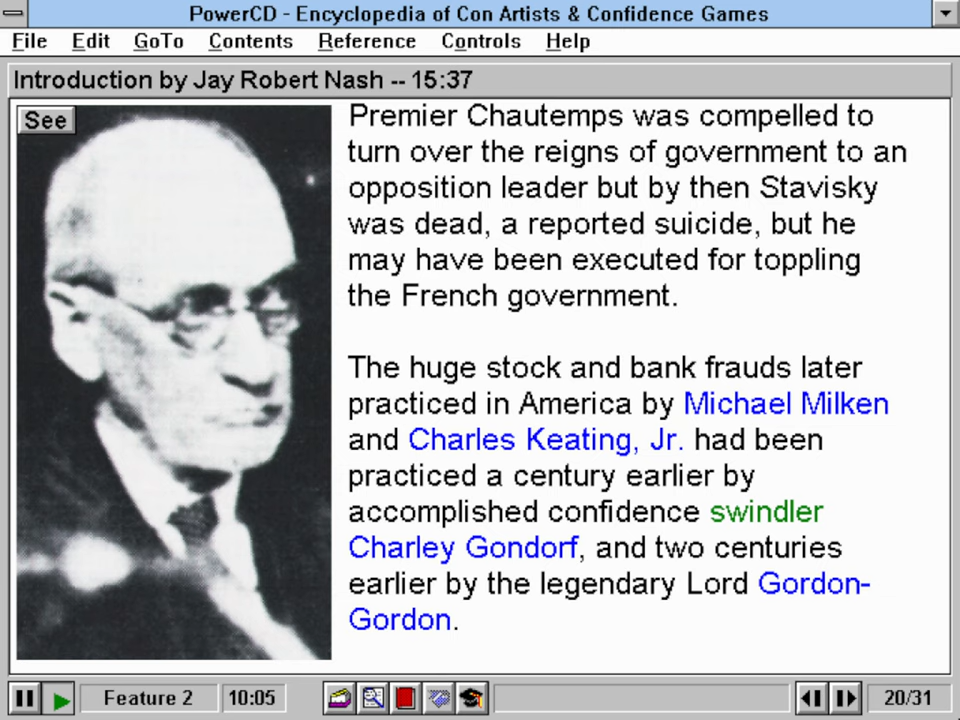 PowerCD - Encyclopedia of Con Artists & Confidence Games
File Edit GoTo Contents Reference Controls Help
Introduction by Jay Robert Nash -- 15:37
See
Premier Chautemps was compelled to
turn over the reigns of government to an
opposition leader but by then Stavisky
was dead, a reported suicide, but he
may have been executed for toppling
the French government.
The huge stock and bank frauds later
practiced in America by Michael Milken
and Charles Keating, Jr. had been
practiced a century earlier by
accomplished confidence swindler
Charley Gondorf, and two centuries
earlier by the legendary Lord Gordon-
Gordon.
Feature 2 10:05 20/31